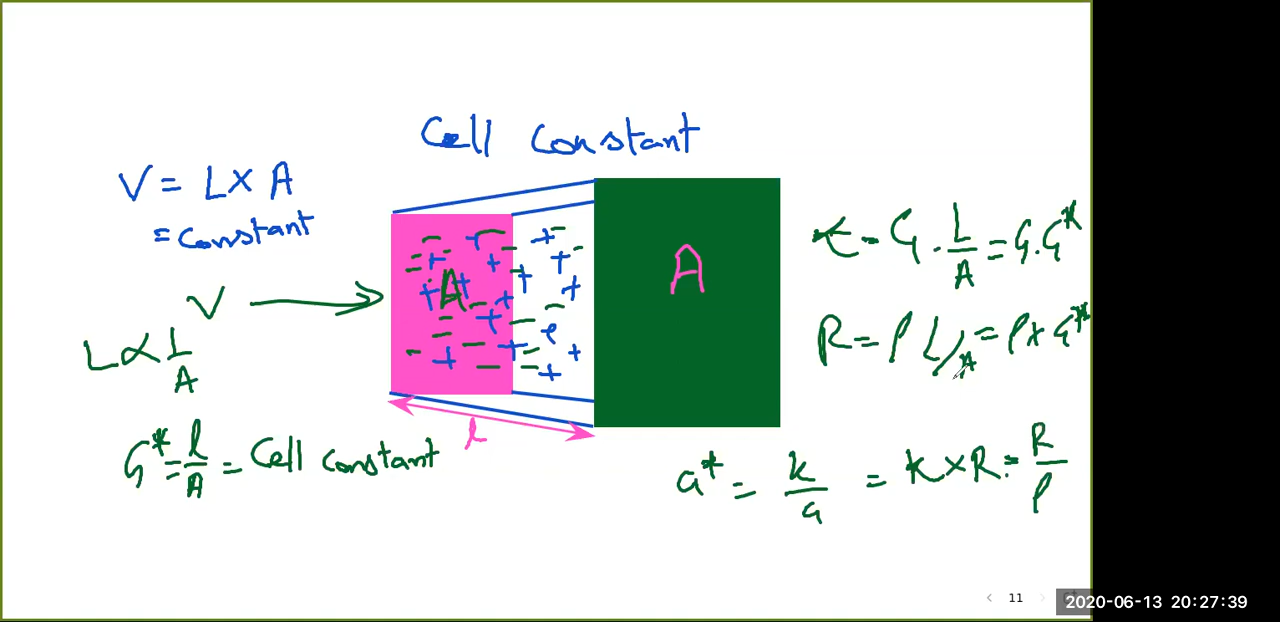 Cell constant
V = L X A
= constant
V
L ∝ L/A
G* = l/A = Cell constant
A
A
l
K = G . L/A = G . G*
R = ρ L/A = ρ x G*
G* = k/G = K X R = R/ρ
11
2020-06-13 20:27:39